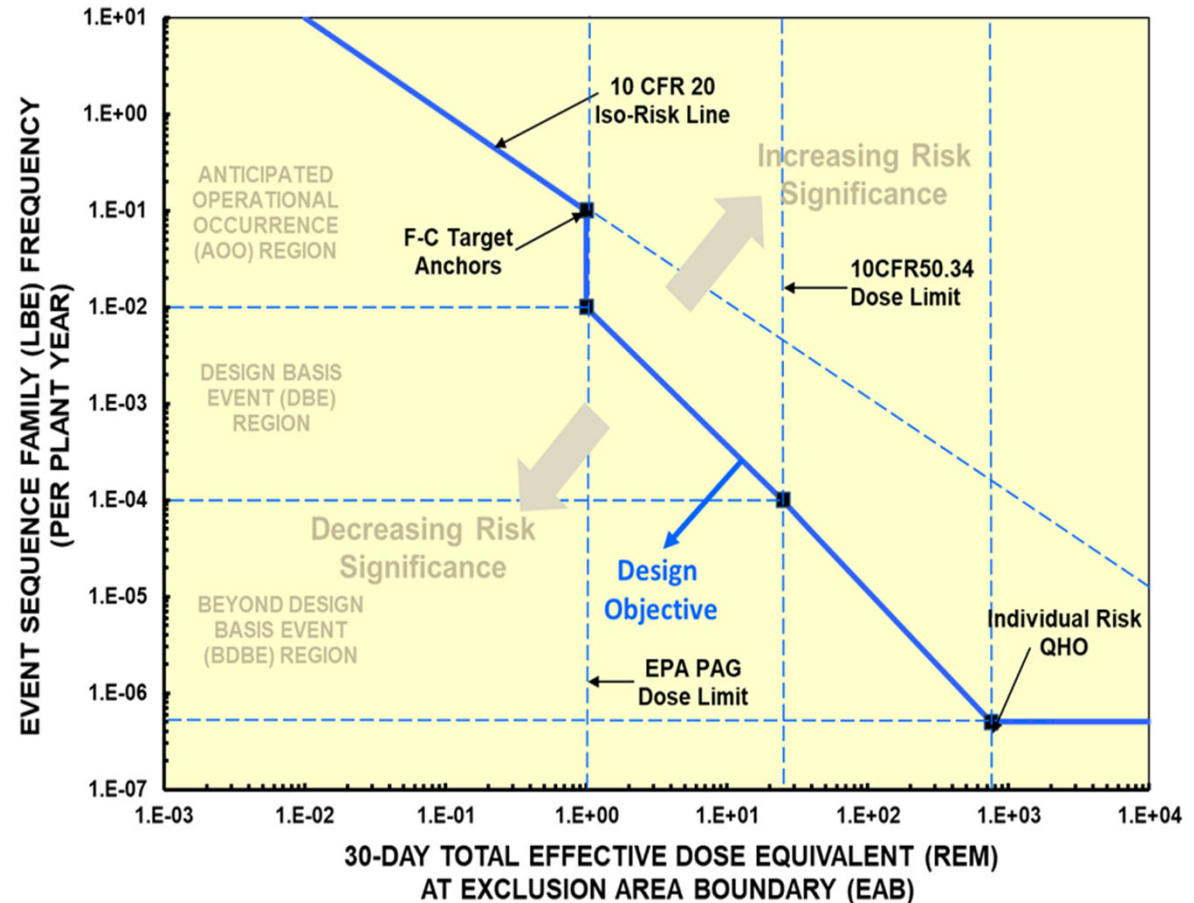 1.E+01
1.E+00
1.E-01
1.E-02
1.E-03
1.E-04
1.E-05
1.E-06
1.E-07
EVENT SEQUENCE FAMILY (LBE) FREQUENCY
(PER PLANT YEAR)
10 CFR 20
Iso-Risk Line
ANTICIPATED
OPERATIONAL
OCCURRENCE
(AOO) REGION
Increasing Risk
Significance
F-C Target
Anchors
10CFR50.34
Dose Limit
DESIGN BASIS
EVENT (DBE)
REGION
Decreasing Risk
Significance
Design
Objective
BEYOND DESIGN
BASIS EVENT
(BDBE) REGION
Individual Risk
QHO
EPA PAG
Dose Limit
1.E-03 1.E-02 1.E-01 1.E+00 1.E+01 1.E+02 1.E+03 1.E+04
30-DAY TOTAL EFFECTIVE DOSE EQUIVALENT (REM)
AT EXCLUSION AREA BOUNDARY (EAB)